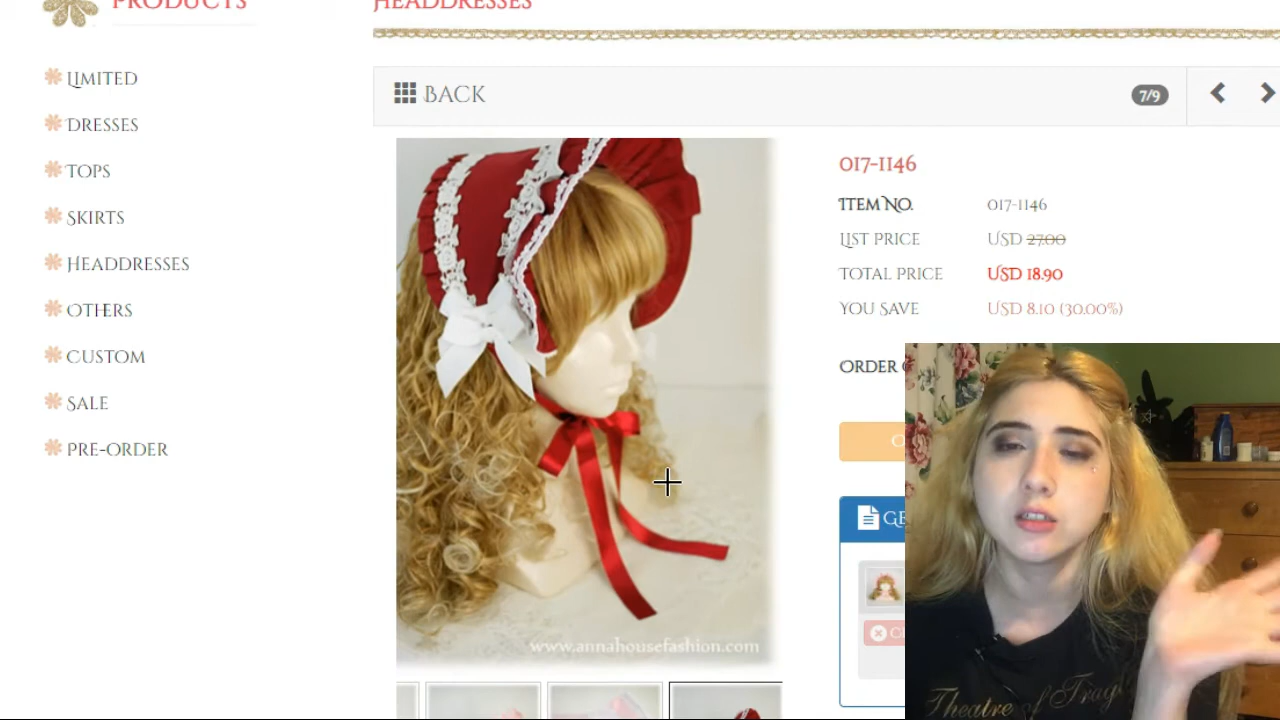 PRODUCTS
HEADDRESSES
LIMITED
DRESSES
TOPS
SKIRTS
HEADDRESSES
OTHERS
CUSTOM
SALE
PRE-ORDER
BACK
7/9
017-1146
ITEM NO. 017-1146
LIST PRICE USD 27.00
TOTAL PRICE USD 18.90
YOU SAVE USD 8.10 (30.00%)
ORDER
www.annahousefashion.com
Theatre of Tragedy